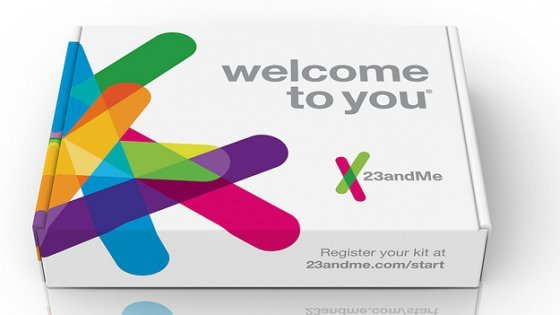 welcome
to you®
23andMe
Register your kit at
23andme.com/start